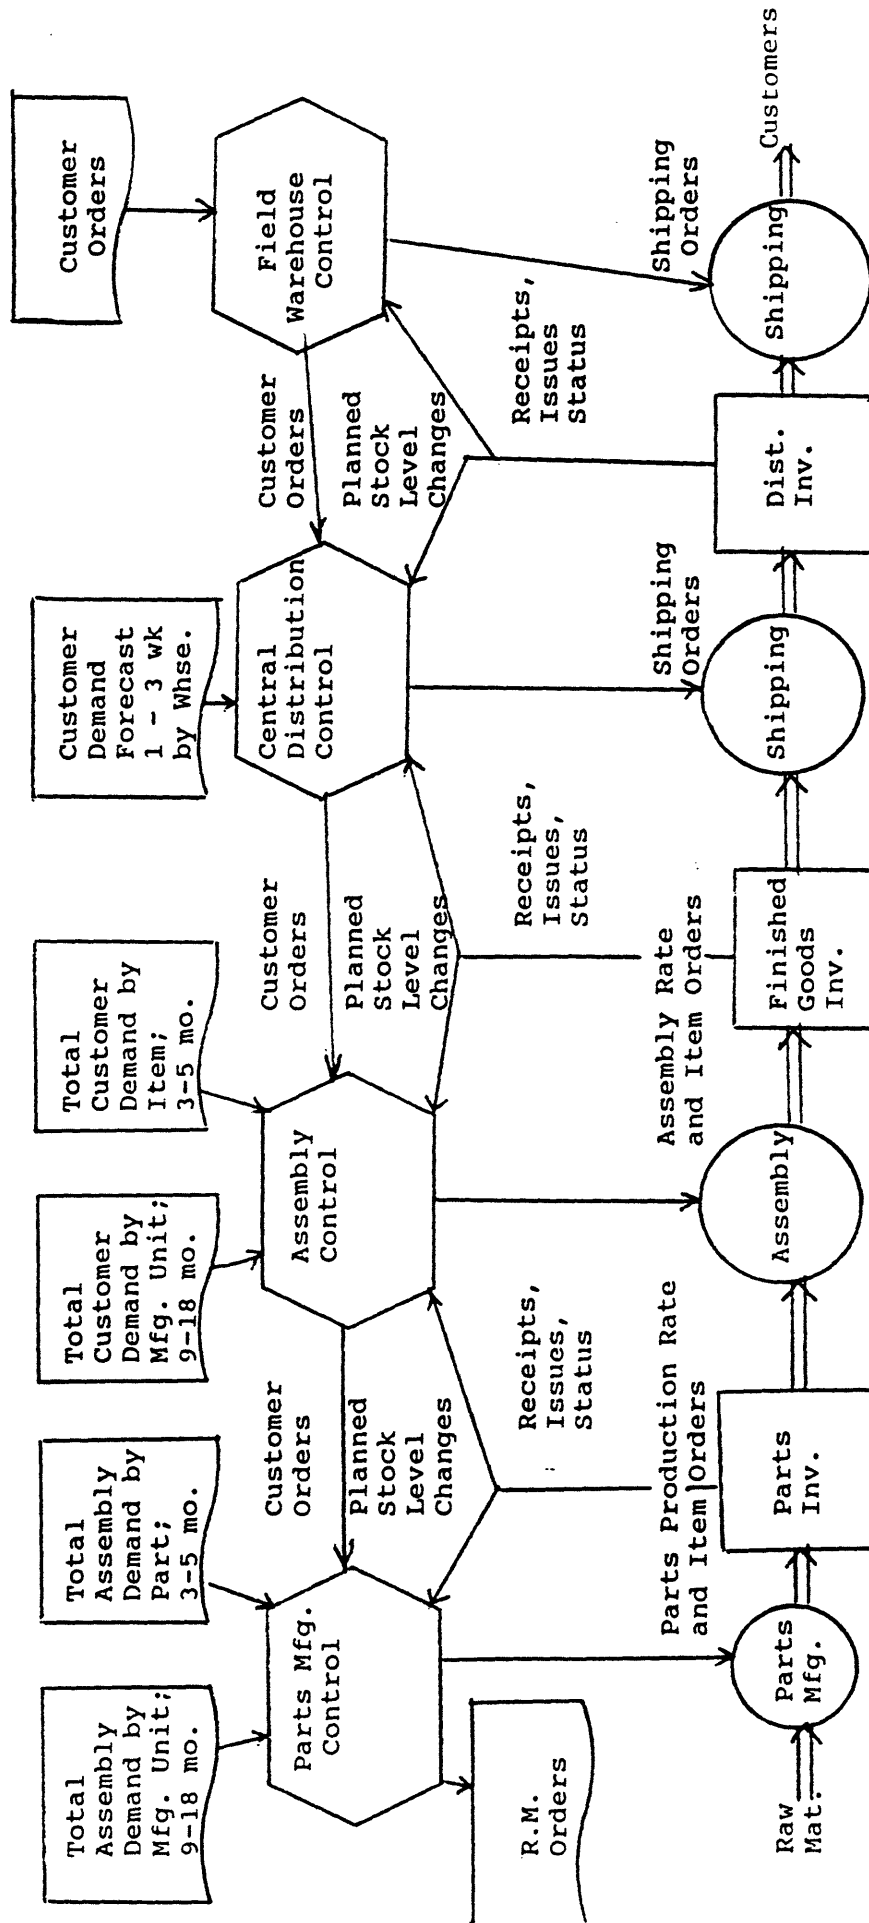 Total
Assembly
Demand by
Mfg. Unit;
9-18 mo.
Total
Assembly
Demand by
Part;
3-5 mo.
Total
Customer
Demand by
Mfg. Unit;
9-18 mo.
Total
Customer
Demand by
Item;
3-5 mo.
Customer
Demand
Forecast
1 - 3 wk
by Whse.
Customer
Orders
Parts Mfg.
Control
Customer
Orders
Planned
Stock
Level
Changes
Assembly
Control
Customer
Orders
Planned
Stock
Level
Changes
Central
Distribution
Control
Customer
Orders
Planned
Stock
Level
Changes
Field
Warehouse
Control
R.M.
Orders
Receipts,
Issues,
Status
Receipts,
Issues,
Status
Receipts,
Issues
Status
Parts Production Rate
and Item Orders
Assembly Rate
and Item Orders
Shipping
Orders
Shipping
Orders
Raw
Mat.
Parts
Mfg.
Parts
Inv.
Assembly
Finished
Goods
Inv.
Shipping
Dist.
Inv.
Shipping
Customers